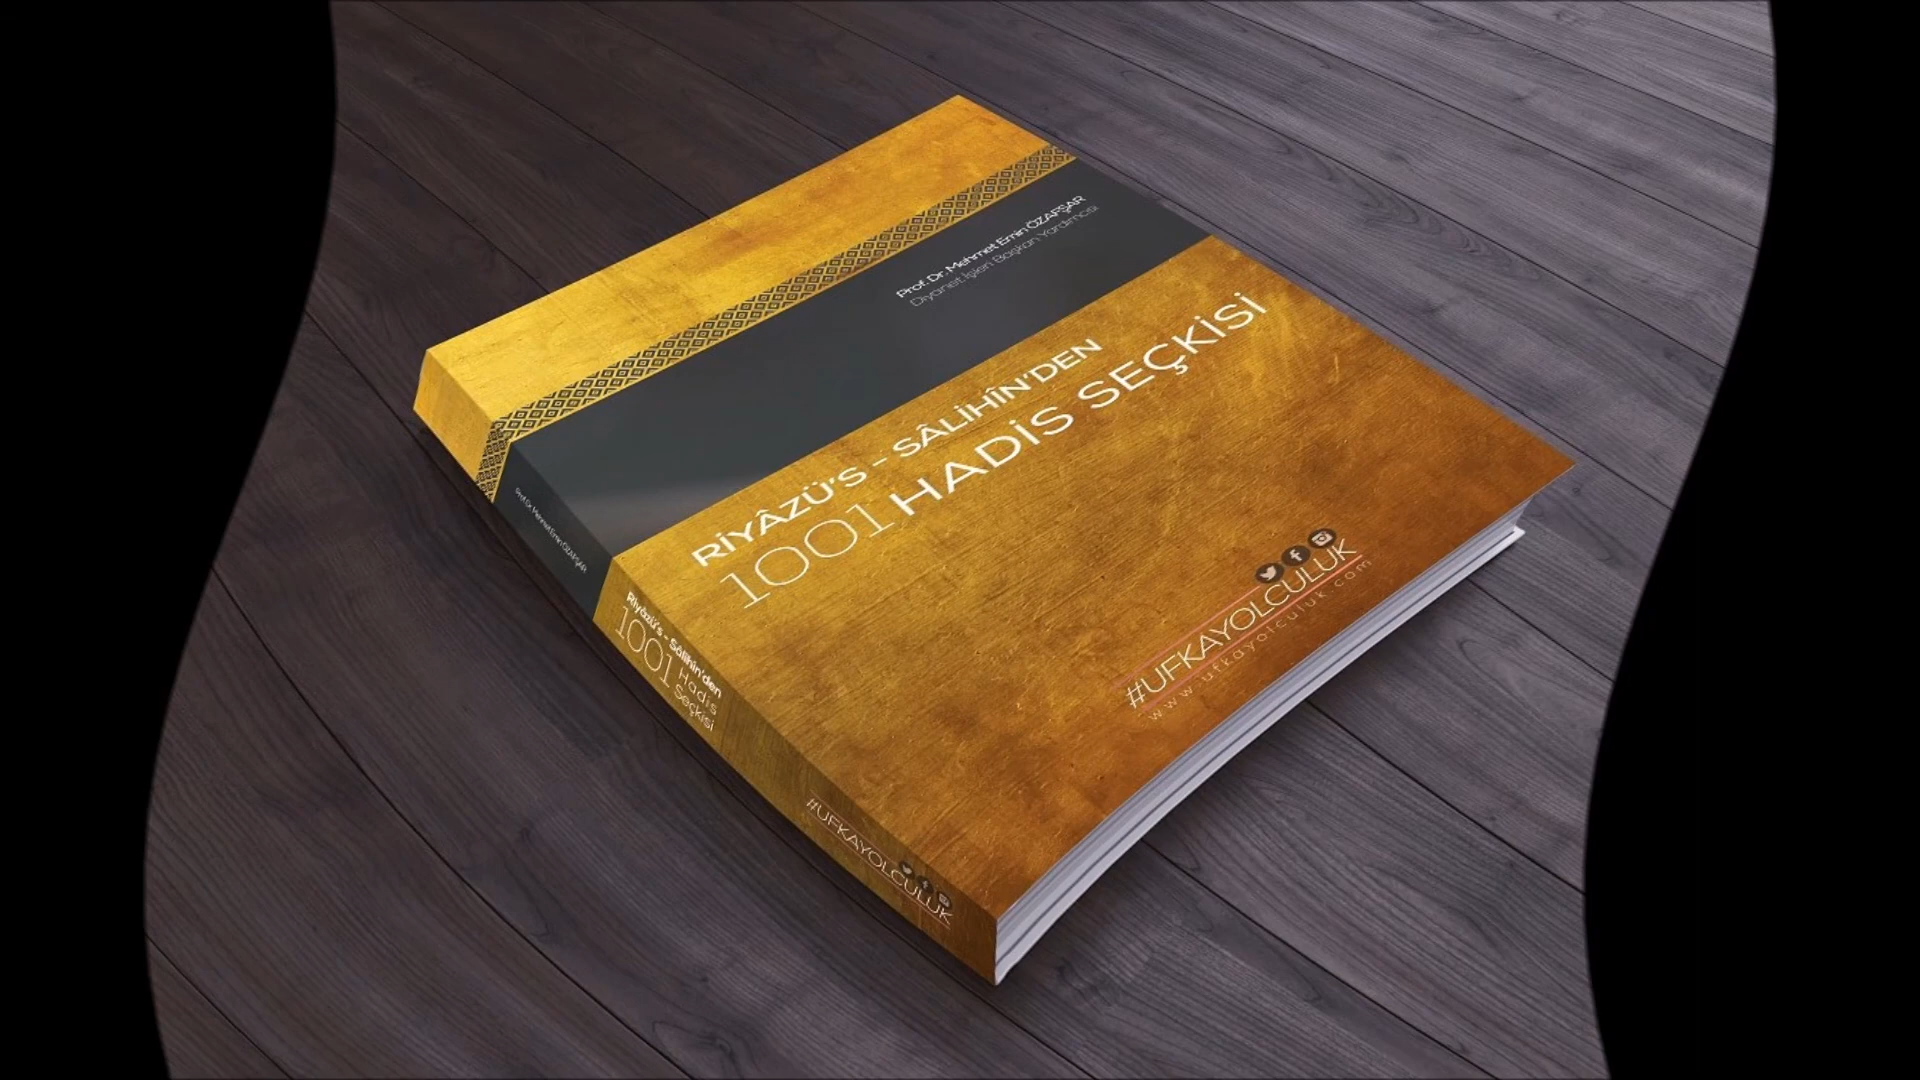 Prof. Dr. Mehmet Emin ÖZAFŞAR
Diyanet İşleri Başkan Yardımcısı
RİYÂZÜ'S - SÂLİHÎN'DEN
1001 HADİS SEÇKİSİ
#UFKAYOLCULUK
www.ufkayolculuk.com
Prof. Dr. Mehmet Emin ÖZAFŞAR
Riyâzü's - Sâlihîn'den
1001 Hadis
Seçkisi
#UFKAYOLCULUK